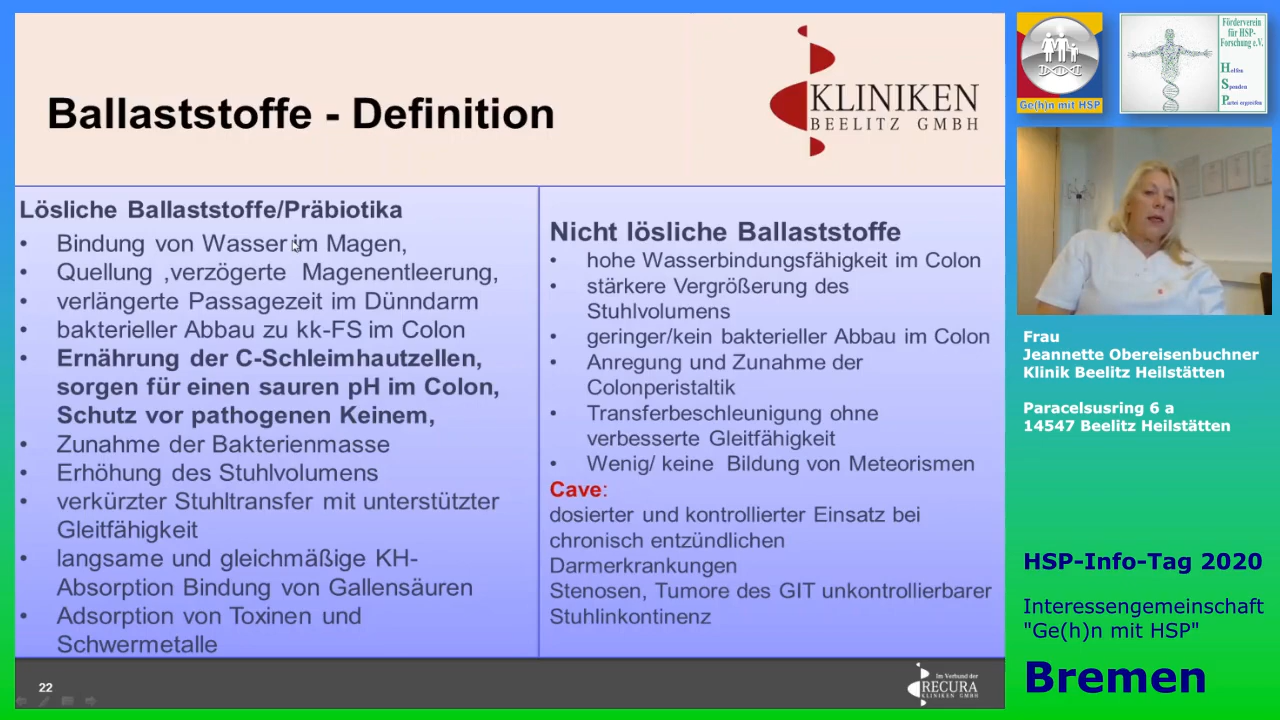 Ballaststoffe - Definition
KLINIKEN
BEELITZ GMBH
Lösliche Ballaststoffe/Präbiotika
• Bindung von Wasser im Magen,
• Quellung ,verzögerte Magenentleerung,
• verlängerte Passagezeit im Dünndarm
• bakterieller Abbau zu kk-FS im Colon
• Ernährung der C-Schleimhautzellen,
sorgen für einen sauren pH im Colon,
Schutz vor pathogenen Keinem,
• Zunahme der Bakterienmasse
• Erhöhung des Stuhlvolumens
• verkürzter Stuhltransfer mit unterstützter
Gleitfähigkeit
• langsame und gleichmäßige KH-
Absorption Bindung von Gallensäuren
• Adsorption von Toxinen und
Schwermetalle
Nicht lösliche Ballaststoffe
• hohe Wasserbindungsfähigkeit im Colon
• stärkere Vergrößerung des
Stuhlvolumens
• geringer/kein bakterieller Abbau im Colon
• Anregung und Zunahme der
Colonperistaltik
• Transferbeschleunigung ohne
verbesserte Gleitfähigkeit
• Wenig/ keine Bildung von Meteorismen
Cave:
dosierter und kontrollierter Einsatz bei
chronisch entzündlichen
Darmerkrankungen
Stenosen, Tumore des GIT unkontrollierbarer
Stuhlinkontinenz
22
Im Verbund der
RECURA
KLINIKEN GMBH
Ge(h)n mit HSP
Förderverein
für HSP-
Forschung e.V.
Helfen
Spenden
Partei ergreifen
Frau
Jeannette Obereisenbuchner
Klinik Beelitz Heilstätten
Paracelsusring 6 a
14547 Beelitz Heilstätten
HSP-Info-Tag 2020
Interessengemeinschaft
"Ge(h)n mit HSP"
Bremen